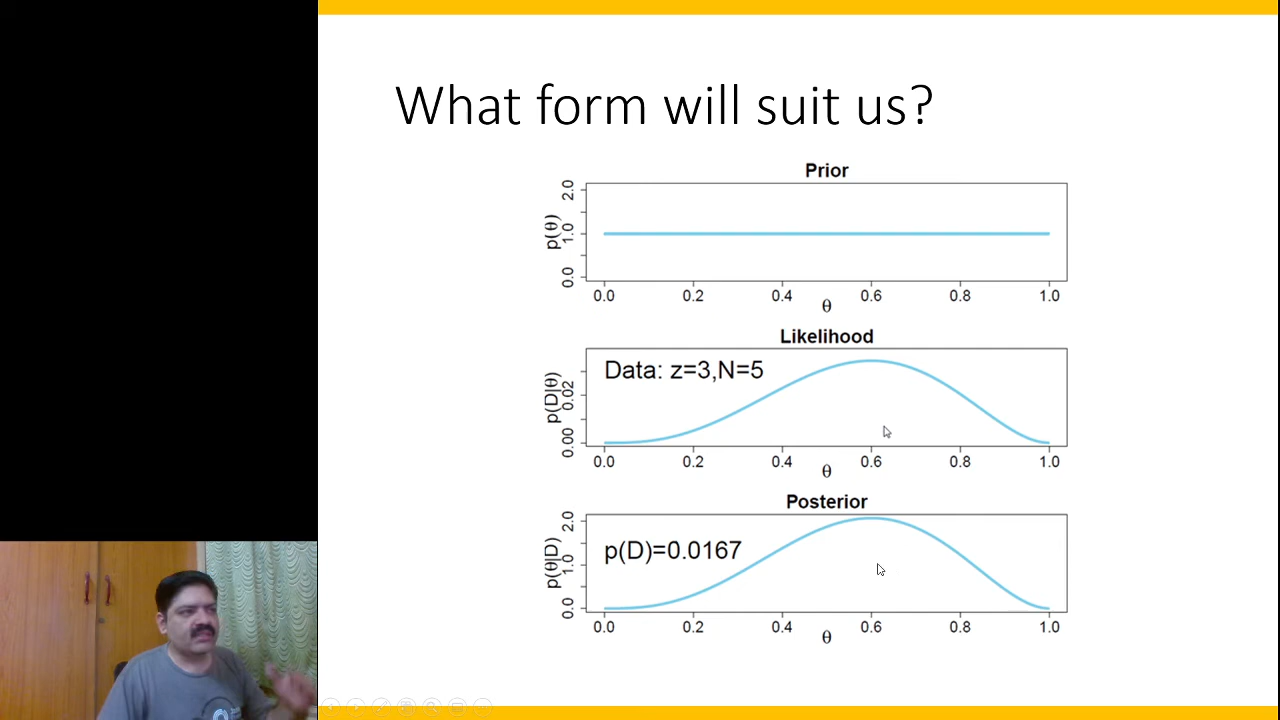 What form will suit us?
Prior
p(θ)
0.0 1.0 2.0
0.0 0.2 0.4 0.6 0.8 1.0
θ
Likelihood
Data: z=3,N=5
p(D|θ)
0.00 0.02
0.0 0.2 0.4 0.6 0.8 1.0
θ
Posterior
p(D)=0.0167
p(θ|D)
0.0 1.0 2.0
0.0 0.2 0.4 0.6 0.8 1.0
θ